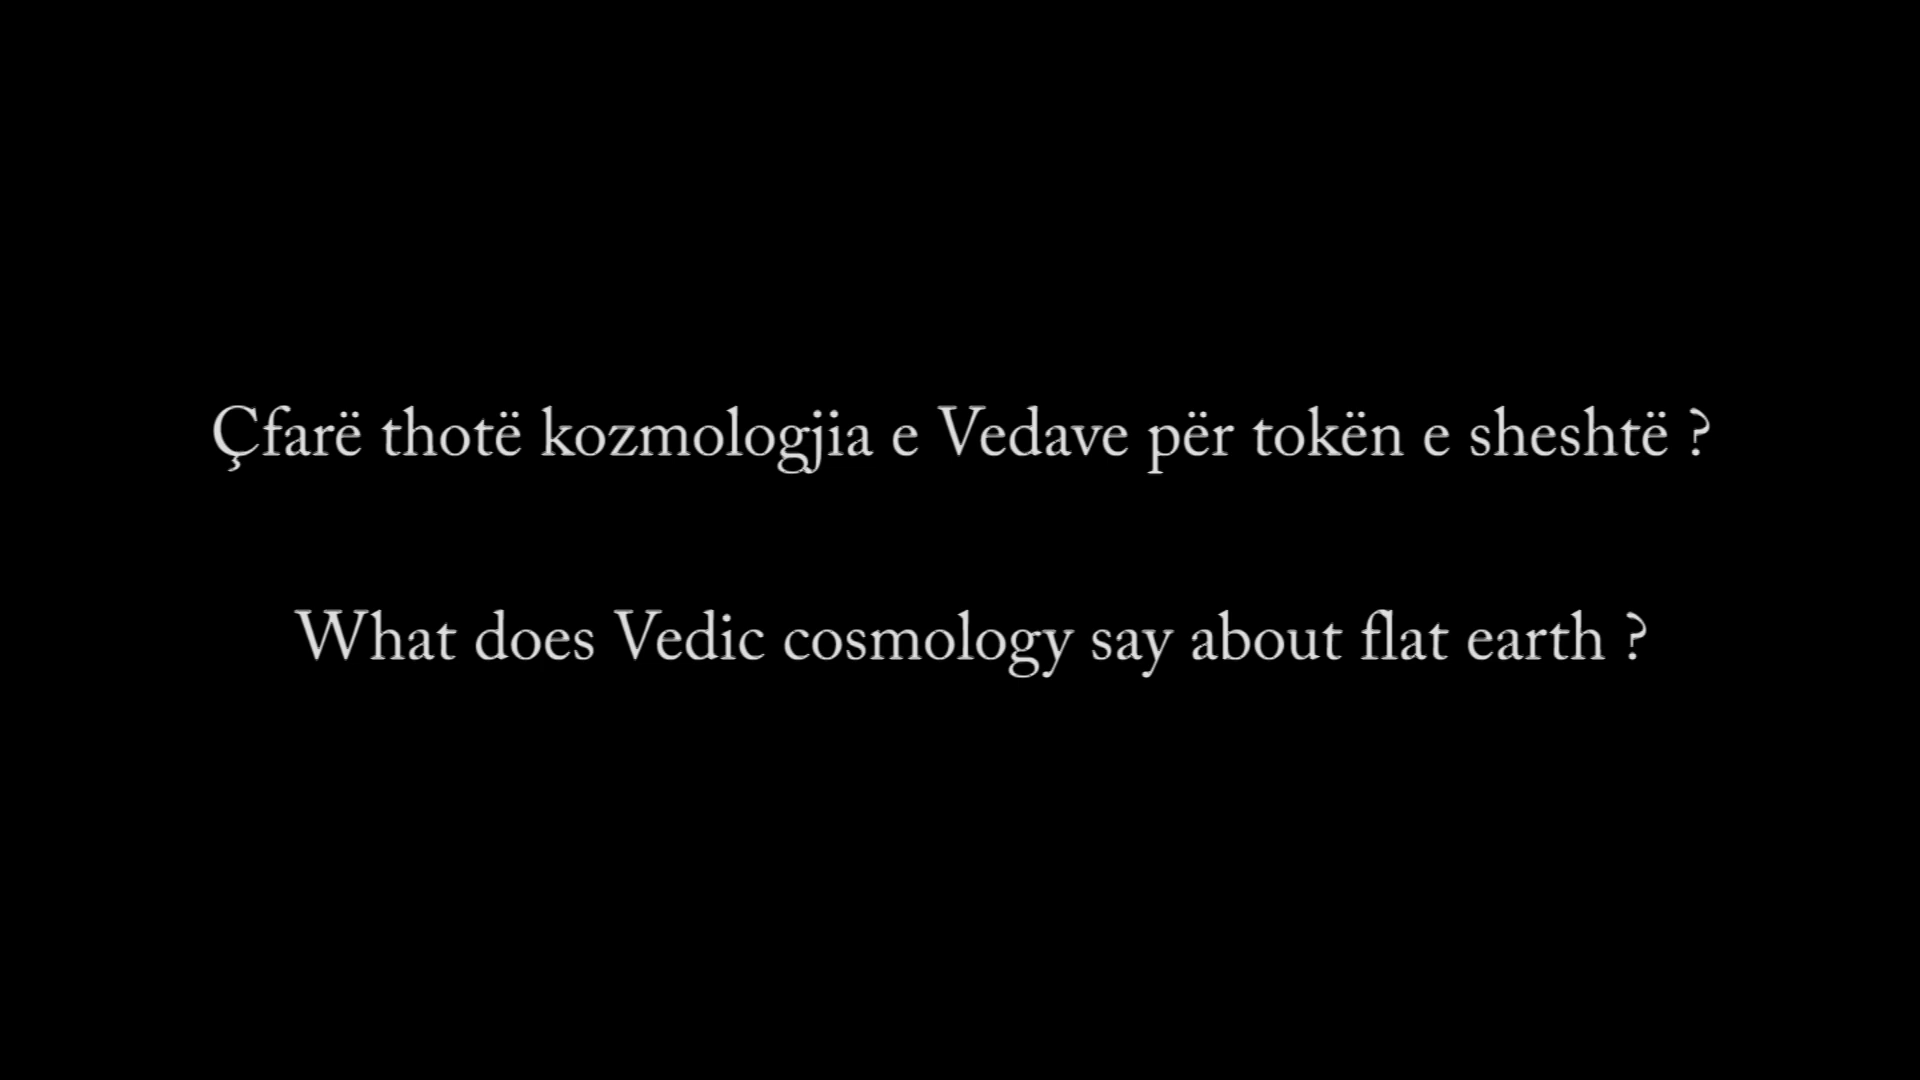 Çfarë thotë kozmologjia e Vedave për tokën e sheshtë ?
What does Vedic cosmology say about flat earth ?